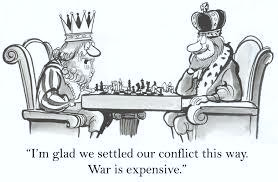 "I'm glad we settled our conflict this way.
War is expensive."